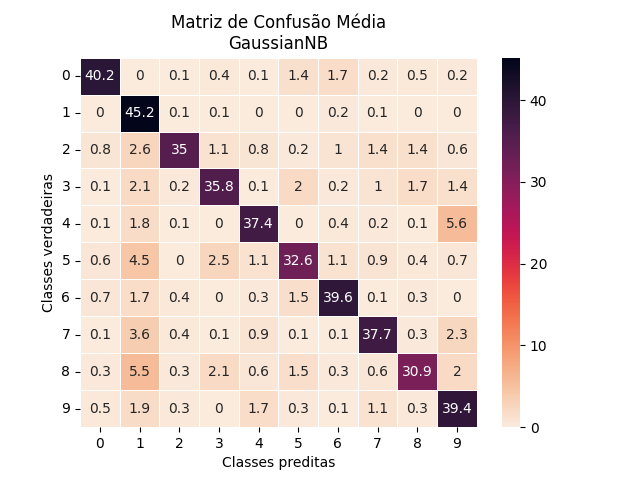 Matriz de Confusão Média
GaussianNB
Classes verdadeiras
0 40.2 0 0.1 0.4 0.1 1.4 1.7 0.2 0.5 0.2
1 0 45.2 0.1 0.1 0 0 0.2 0.1 0 0
2 0.8 2.6 35 1.1 0.8 0.2 1 1.4 1.4 0.6
3 0.1 2.1 0.2 35.8 0.1 2 0.2 1 1.7 1.4
4 0.1 1.8 0.1 0 37.4 0 0.4 0.2 0.1 5.6
5 0.6 4.5 0 2.5 1.1 32.6 1.1 0.9 0.4 0.7
6 0.7 1.7 0.4 0 0.3 1.5 39.6 0.1 0.3 0
7 0.1 3.6 0.4 0.1 0.9 0.1 0.1 37.7 0.3 2.3
8 0.3 5.5 0.3 2.1 0.6 1.5 0.3 0.6 30.9 2
9 0.5 1.9 0.3 0 1.7 0.3 0.1 1.1 0.3 39.4
0 1 2 3 4 5 6 7 8 9
Classes preditas
40
30
20
10
0